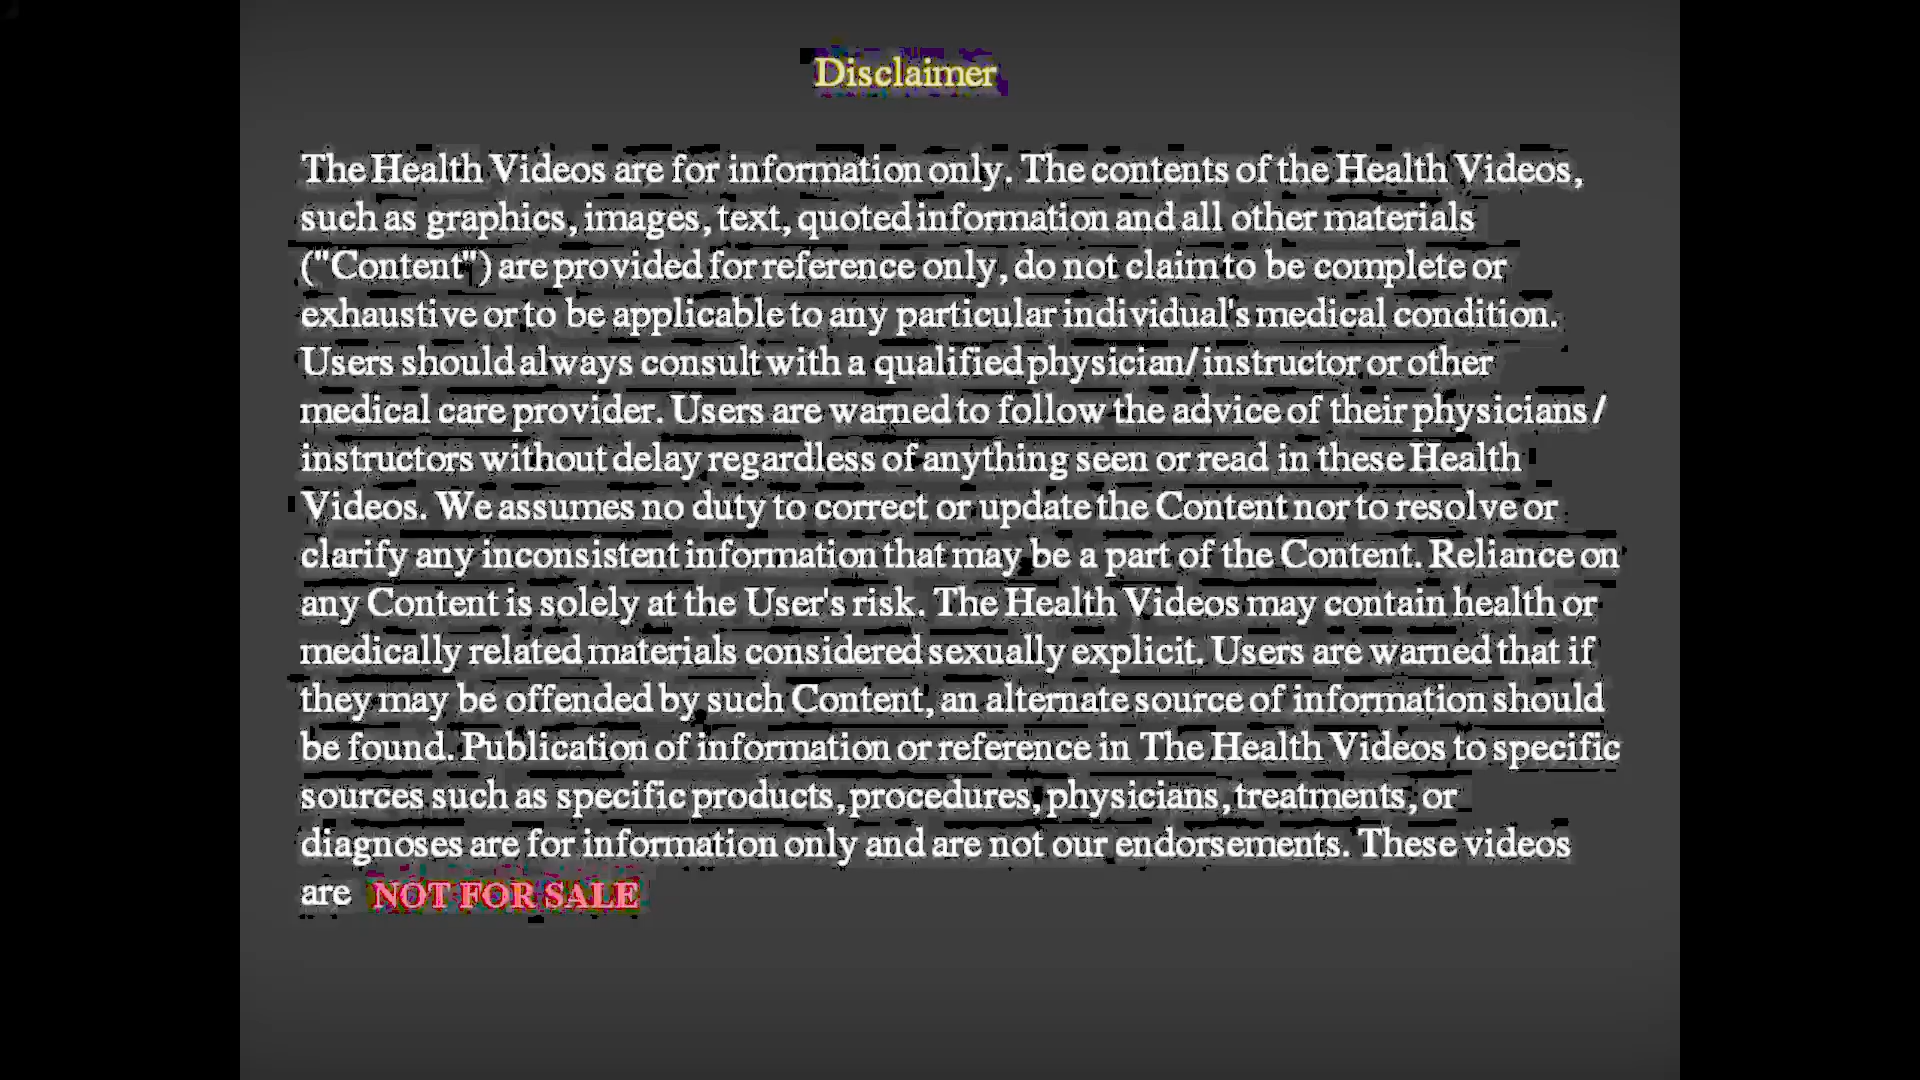 Disclaimer
The Health Videos are for information only. The contents of the Health Videos,
such as graphics, images, text, quoted information and all other materials
("Content") are provided for reference only, do not claim to be complete or
exhaustive or to be applicable to any particular individual's medical condition.
Users should always consult with a qualified physician/instructor or other
medical care provider. Users are warned to follow the advice of their physicians/
instructors without delay regardless of anything seen or read in these Health
Videos. We assumes no duty to correct or update the Content nor to resolve or
clarify any inconsistent information that may be a part of the Content. Reliance on
any Content is solely at the User's risk. The Health Videos may contain health or
medically related materials considered sexually explicit. Users are warned that if
they may be offended by such Content, an alternate source of information should
be found. Publication of information or reference in The Health Videos to specific
sources such as specific products, procedures, physicians, treatments, or
diagnoses are for information only and are not our endorsements. These videos
are NOT FOR SALE